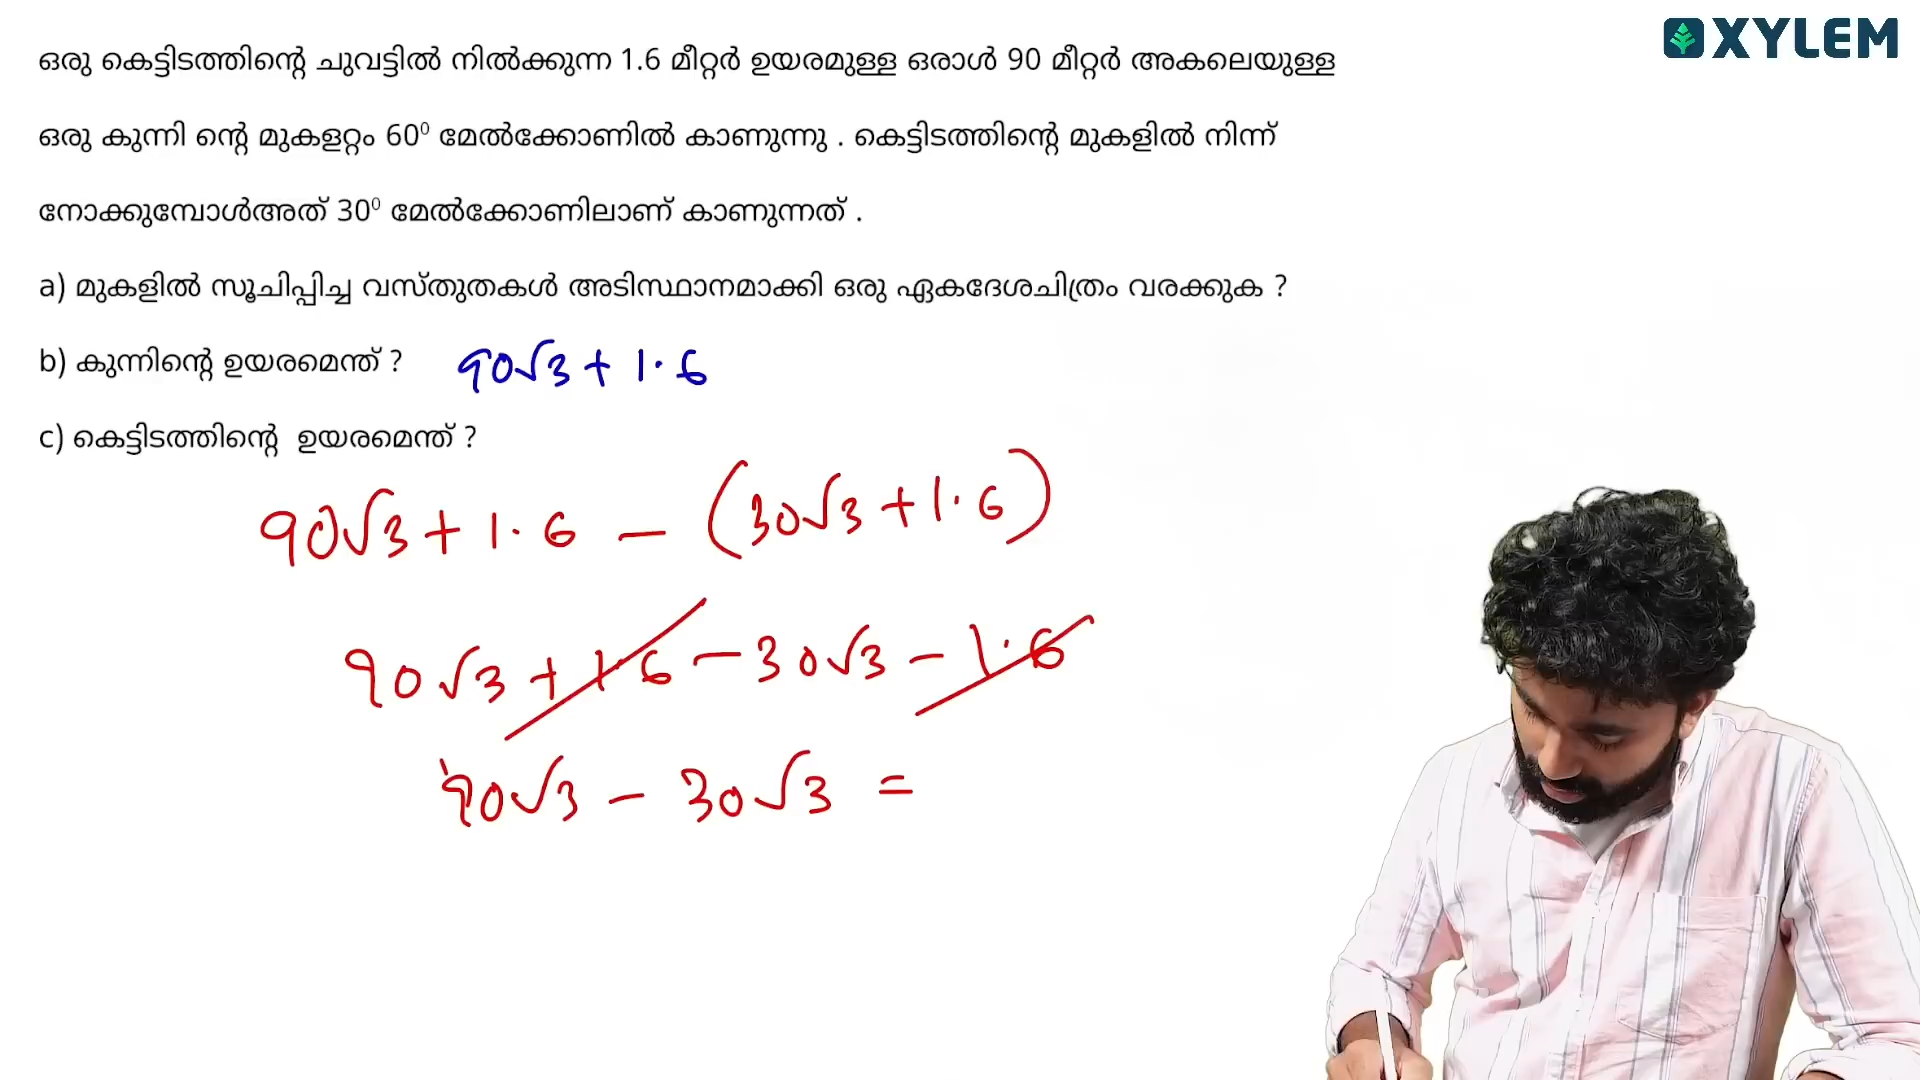 XYLEM
ഒരു കെട്ടിടത്തിന്റെ ചുവട്ടിൽ നിൽക്കുന്ന 1.6 മീറ്റർ ഉയരമുള്ള ഒരാൾ 90 മീറ്റർ അകലെയുള്ള
ഒരു കുന്നി ന്റെ മുകളറ്റം 60⁰ മേൽക്കോണിൽ കാണുന്നു . കെട്ടിടത്തിന്റെ മുകളിൽ നിന്ന്
നോക്കുമ്പോൾഅത് 30⁰ മേൽക്കോണിലാണ് കാണുന്നത് .
a) മുകളിൽ സൂചിപ്പിച്ച വസ്തുതകൾ അടിസ്ഥാനമാക്കി ഒരു ഏകദേശചിത്രം വരക്കുക ?
b) കുന്നിന്റെ ഉയരമെന്ത് ? 90√3 + 1.6
c) കെട്ടിടത്തിന്റെ ഉയരമെന്ത് ?
90√3 + 1.6 - (30√3 + 1.6)
90√3 + 1.6 - 30√3 - 1.6
90√3 - 30√3 =